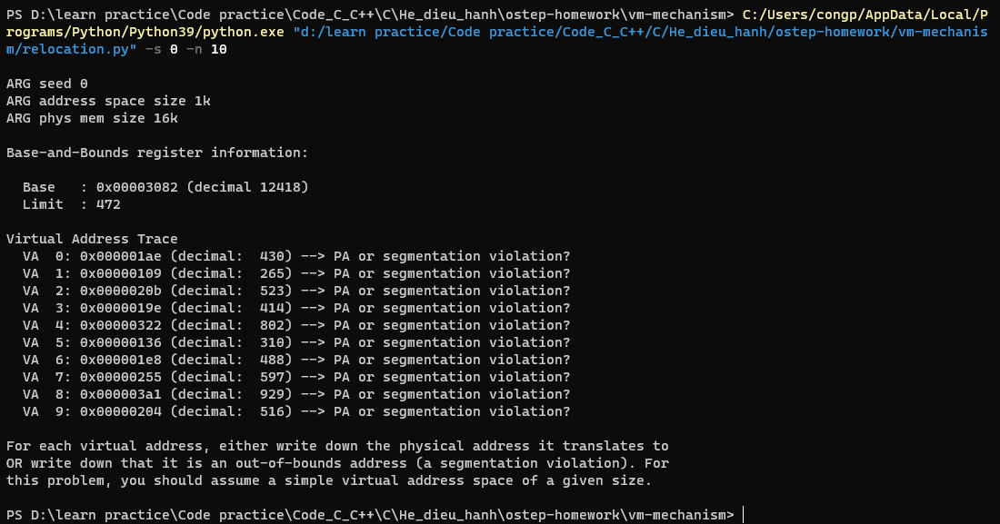 PS D:\learn practice\Code practice\Code_C_C++\C\He_dieu_hanh\ostep-homework\vm-mechanism> C:/Users/congp/AppData/Local/P
rograms/Python/Python39/python.exe "d:/learn practice/Code practice/Code_C_C++/C/He_dieu_hanh/ostep-homework/vm-mechanis
m/relocation.py" -s 0 -n 10
ARG seed 0
ARG address space size 1k
ARG phys mem size 16k
Base-and-Bounds register information:
  Base   : 0x00003082 (decimal 12418)
  Limit  : 472
Virtual Address Trace
  VA  0: 0x000001ae (decimal:  430) --> PA or segmentation violation?
  VA  1: 0x00000109 (decimal:  265) --> PA or segmentation violation?
  VA  2: 0x0000020b (decimal:  523) --> PA or segmentation violation?
  VA  3: 0x0000019e (decimal:  414) --> PA or segmentation violation?
  VA  4: 0x00000322 (decimal:  802) --> PA or segmentation violation?
  VA  5: 0x00000136 (decimal:  310) --> PA or segmentation violation?
  VA  6: 0x000001e8 (decimal:  488) --> PA or segmentation violation?
  VA  7: 0x00000255 (decimal:  597) --> PA or segmentation violation?
  VA  8: 0x000003a1 (decimal:  929) --> PA or segmentation violation?
  VA  9: 0x00000204 (decimal:  516) --> PA or segmentation violation?
For each virtual address, either write down the physical address it translates to
OR write down that it is an out-of-bounds address (a segmentation violation). For
this problem, you should assume a simple virtual address space of a given size.
PS D:\learn practice\Code practice\Code_C_C++\C\He_dieu_hanh\ostep-homework\vm-mechanism>